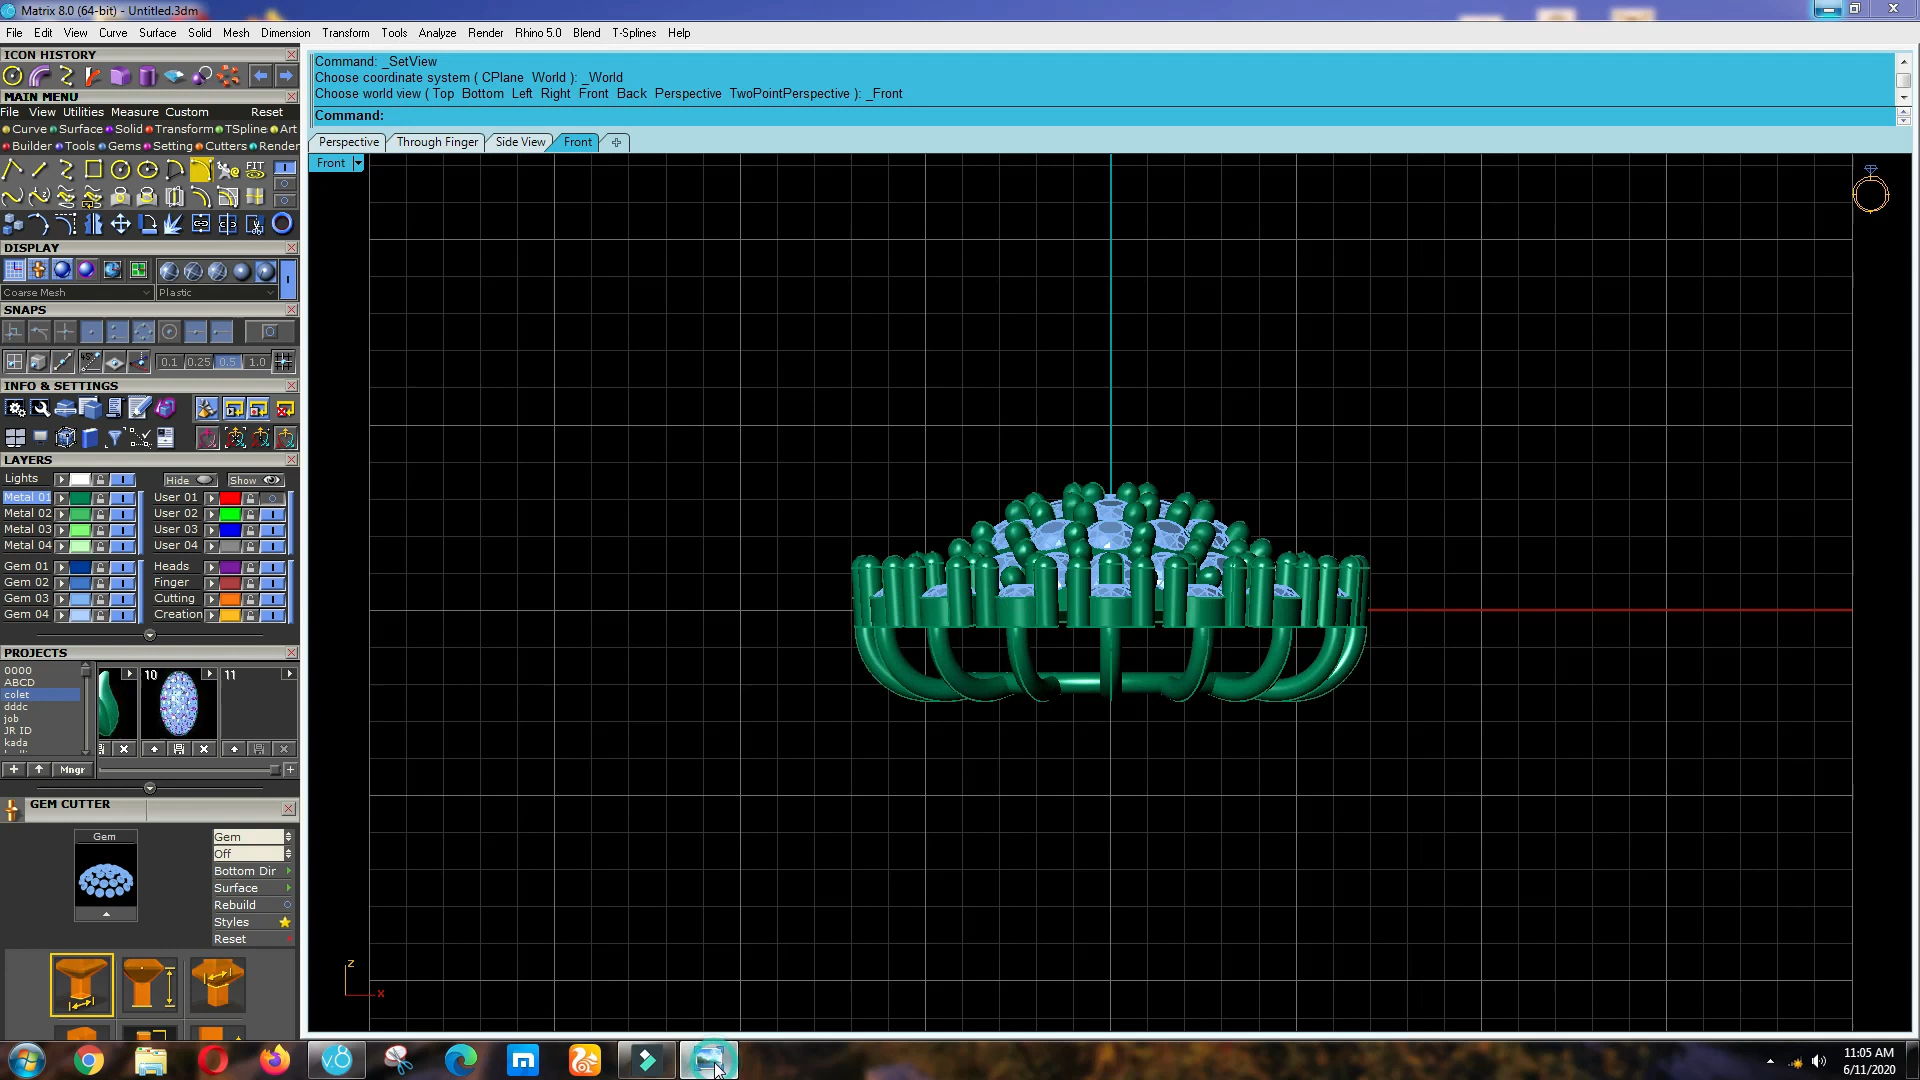 Matrix 8.0 (64-bit) - Untitled.3dm
File Edit View Curve Surface Solid Mesh Dimension Transform Tools Analyze Render Rhino 5.0 Blend T-Splines Help
ICON HISTORY
MAIN MENU
File View Utilities Measure Custom Reset
Curve Surface Solid Transform TSpline Art
Builder Tools Gems Setting Cutters Render
FIT
DISPLAY
Coarse Mesh Plastic
SNAPS
0.1 0.25 0.5 1.0
INFO & SETTINGS
LAYERS
Lights Hide Show
Metal 01 User 01
Metal 02 User 02
Metal 03 User 03
Metal 04 User 04
Gem 01 Heads
Gem 02 Finger
Gem 03 Cutting
Gem 04 Creation
PROJECTS
0000
ABCD
colet
dddc
job
JR ID
kada
10
11
Mngr
GEM CUTTER
Gem
Gem
Off
Bottom Dir
Surface
Rebuild
Styles
Reset
Command: _SetView
Choose coordinate system ( CPlane World ): _World
Choose world view ( Top Bottom Left Right Front Back Perspective TwoPointPerspective ): _Front
Command:
Perspective Through Finger Side View Front
Front
z
x
v8
11:05 AM
6/11/2020